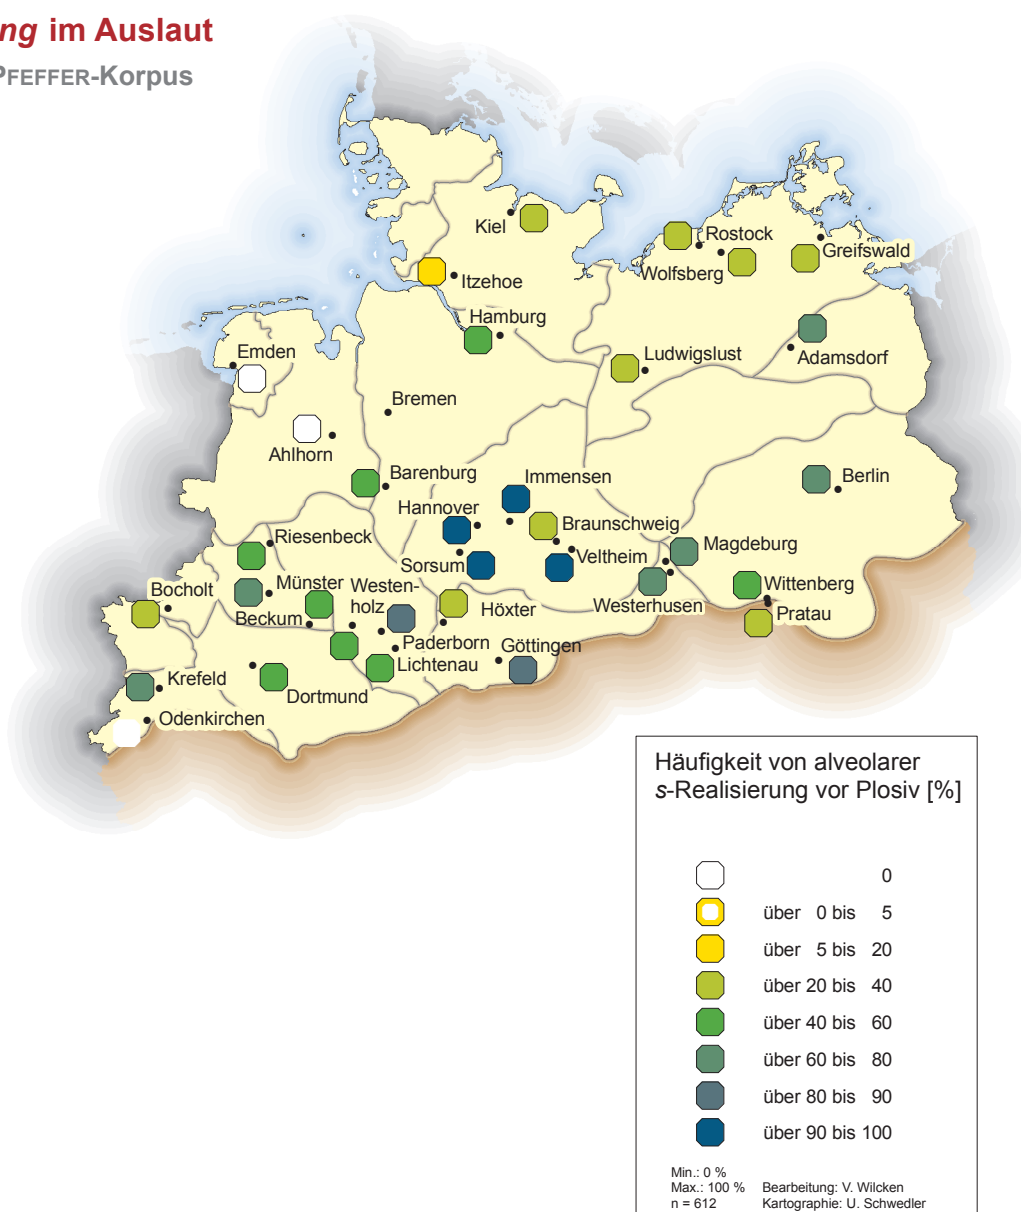 ng im Auslaut
PFEFFER-Korpus
Kiel
Rostock
Greifswald
Wolfsberg
Itzehoe
Hamburg
Emden
Ludwigslust
Adamsdorf
Bremen
Ahlhorn
Barenburg
Immensen
Berlin
Hannover
Braunschweig
Riesenbeck
Magdeburg
Sorsum
Veltheim
Bocholt
Münster
Westen-
holz
Wittenberg
Beckum
Höxter
Westerhusen
Pratau
Paderborn
Göttingen
Lichtenau
Krefeld
Dortmund
Odenkirchen
Häufigkeit von alveolarer
s-Realisierung vor Plosiv [%]
0
über 0 bis 5
über 5 bis 20
über 20 bis 40
über 40 bis 60
über 60 bis 80
über 80 bis 90
über 90 bis 100
Min.: 0 %
Max.: 100 % Bearbeitung: V. Wilcken
n = 612 Kartographie: U. Schwedler